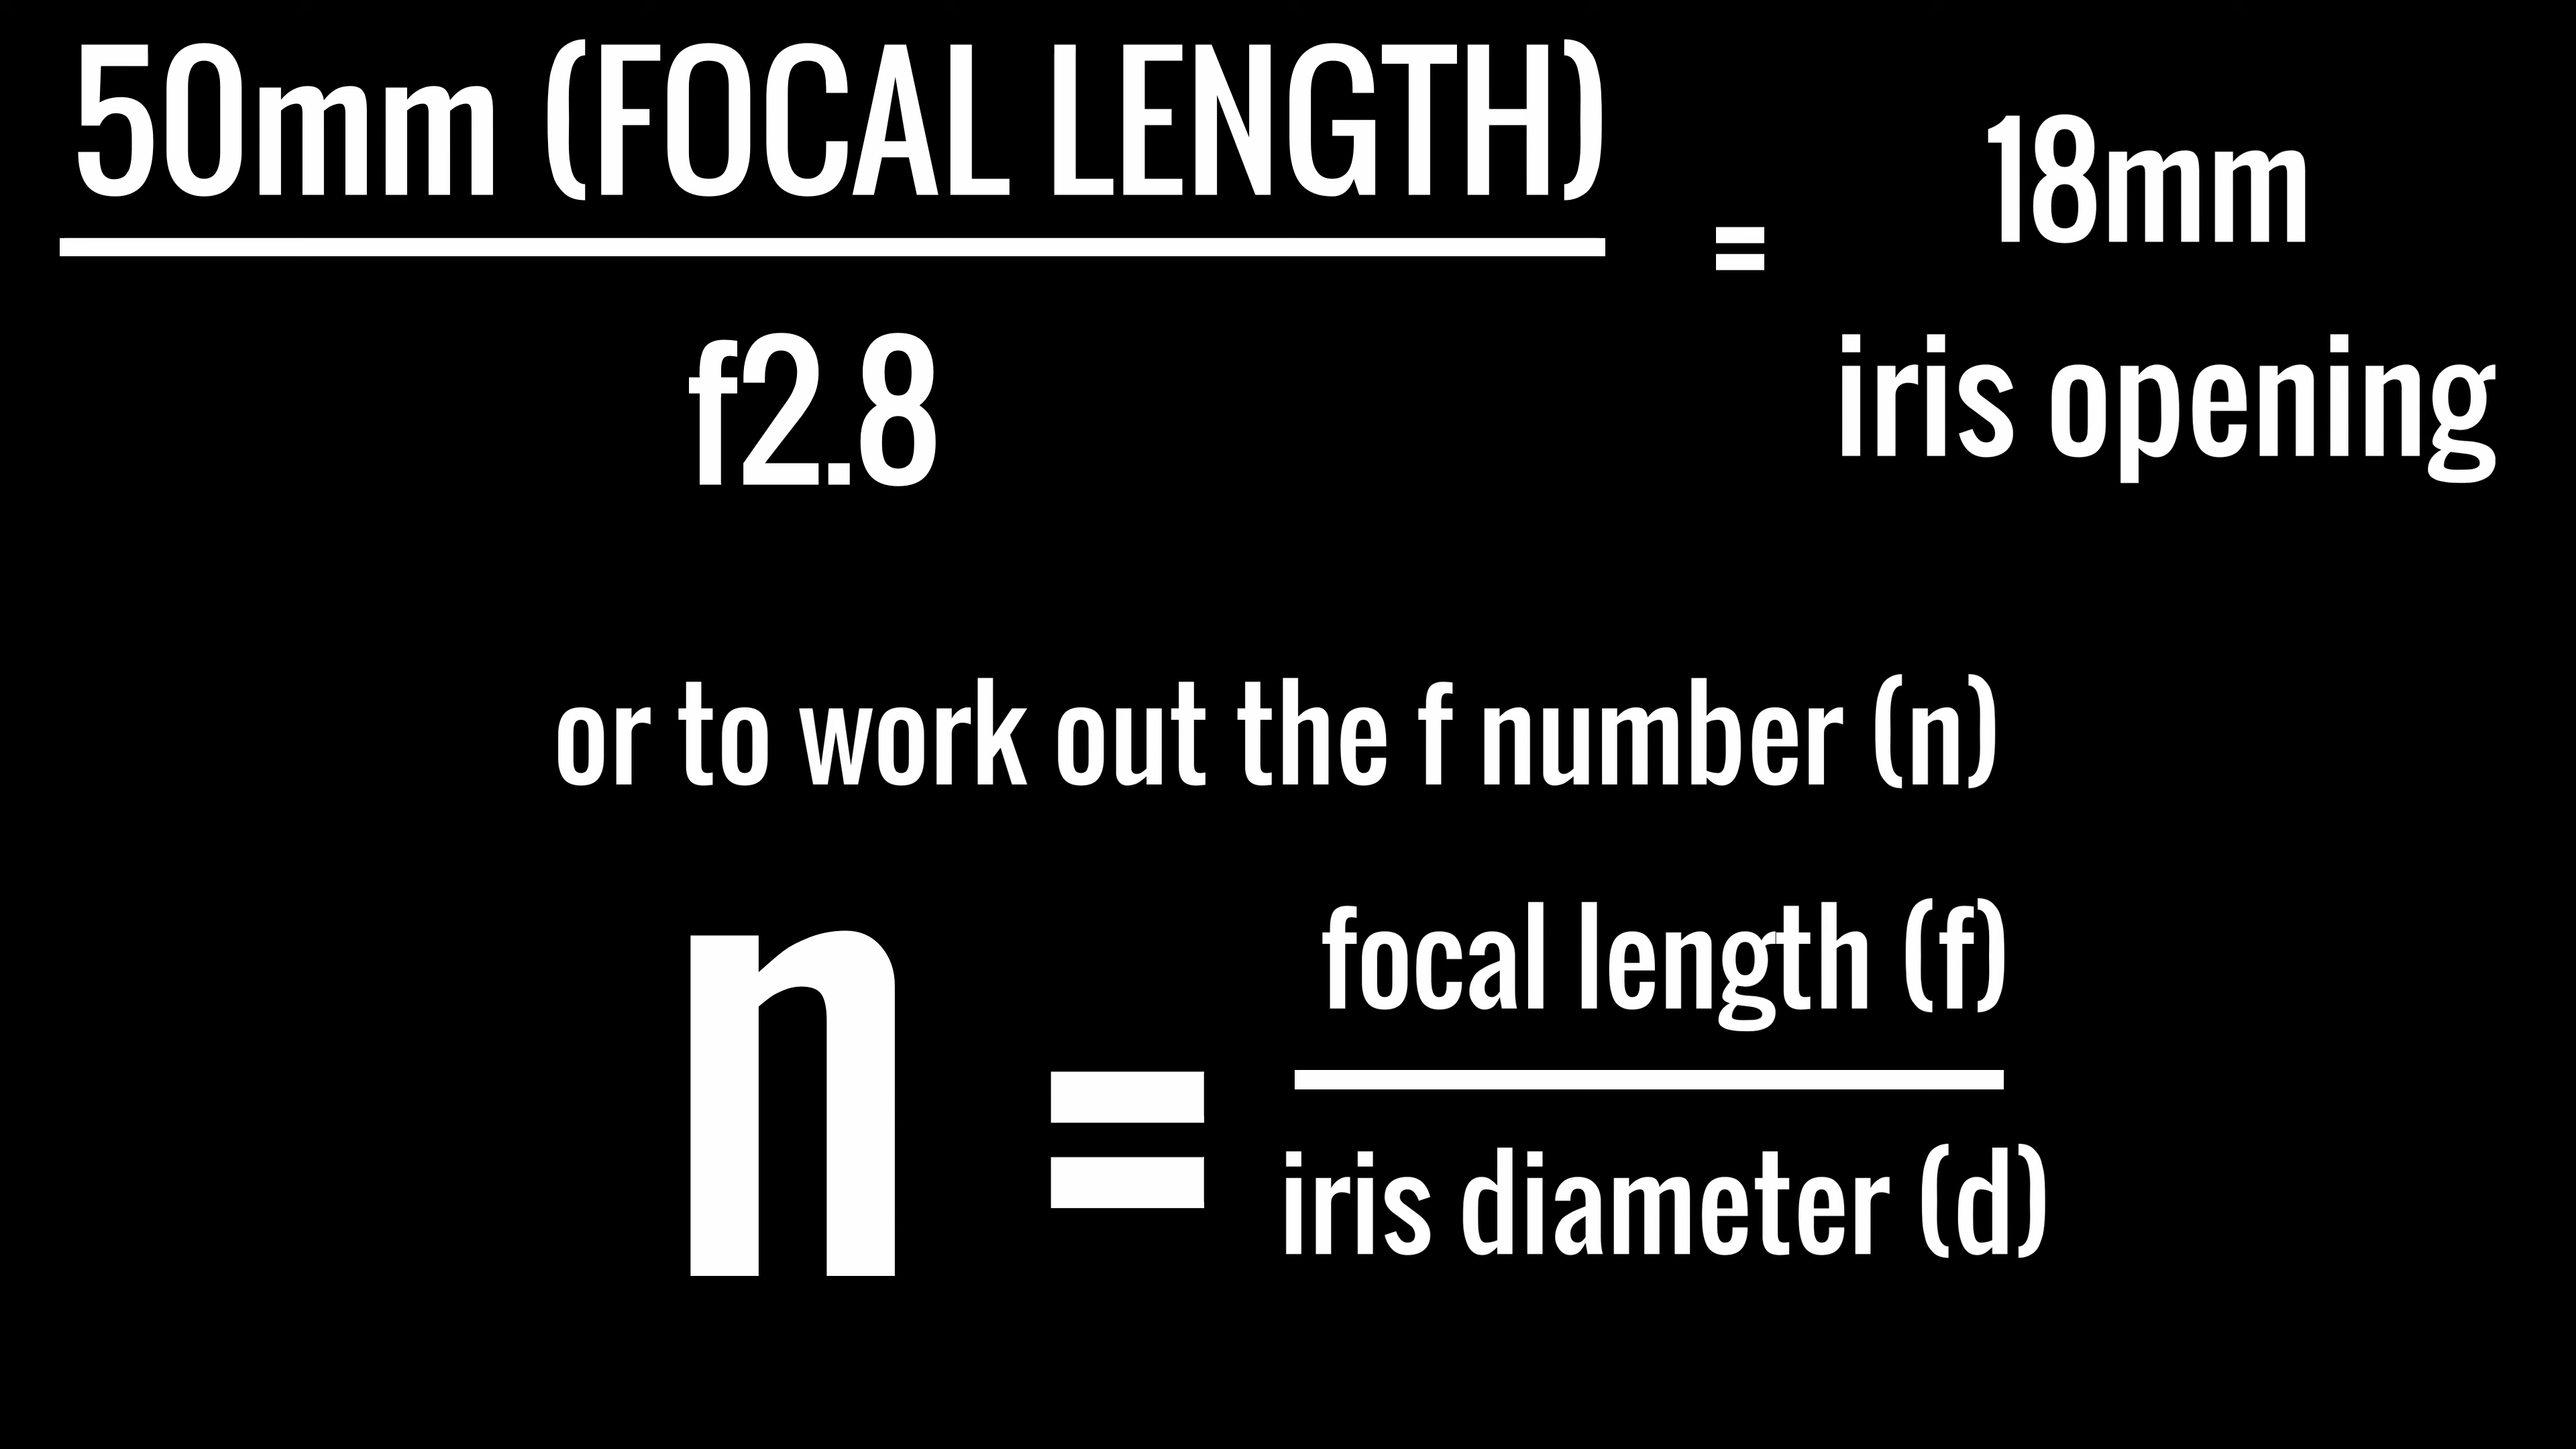 50mm (FOCAL LENGTH)
f2.8
=
18mm
iris opening
or to work out the f number (n)
n =
focal length (f)
iris diameter (d)